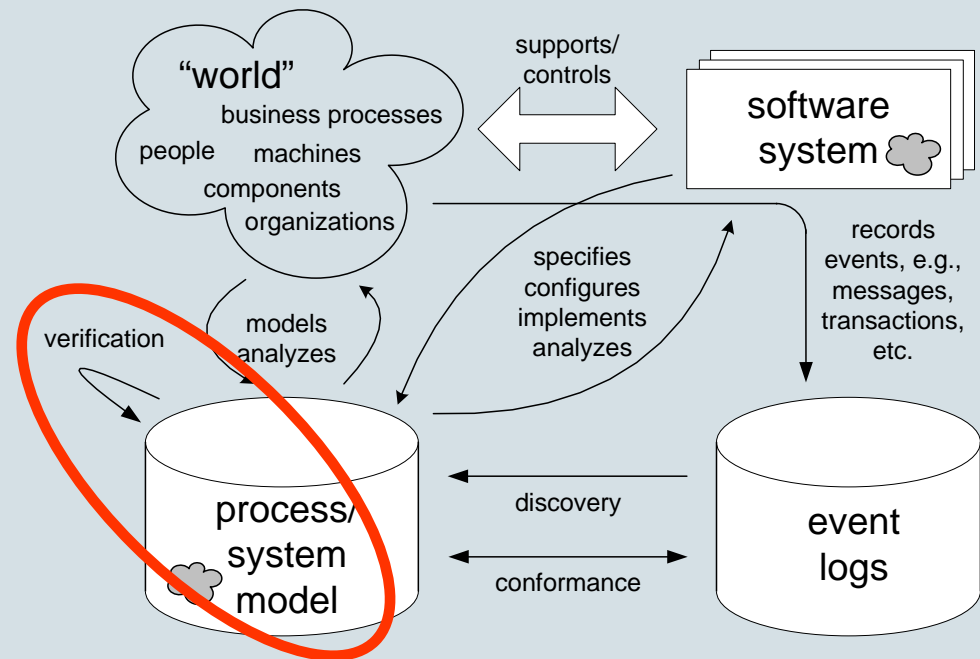 “world”
business processes
people machines
components
organizations
supports/
controls
software
system
records
events, e.g.,
messages,
transactions,
etc.
specifies
configures
implements
analyzes
models
analyzes
verification
process/
system
model
discovery
conformance
event
logs